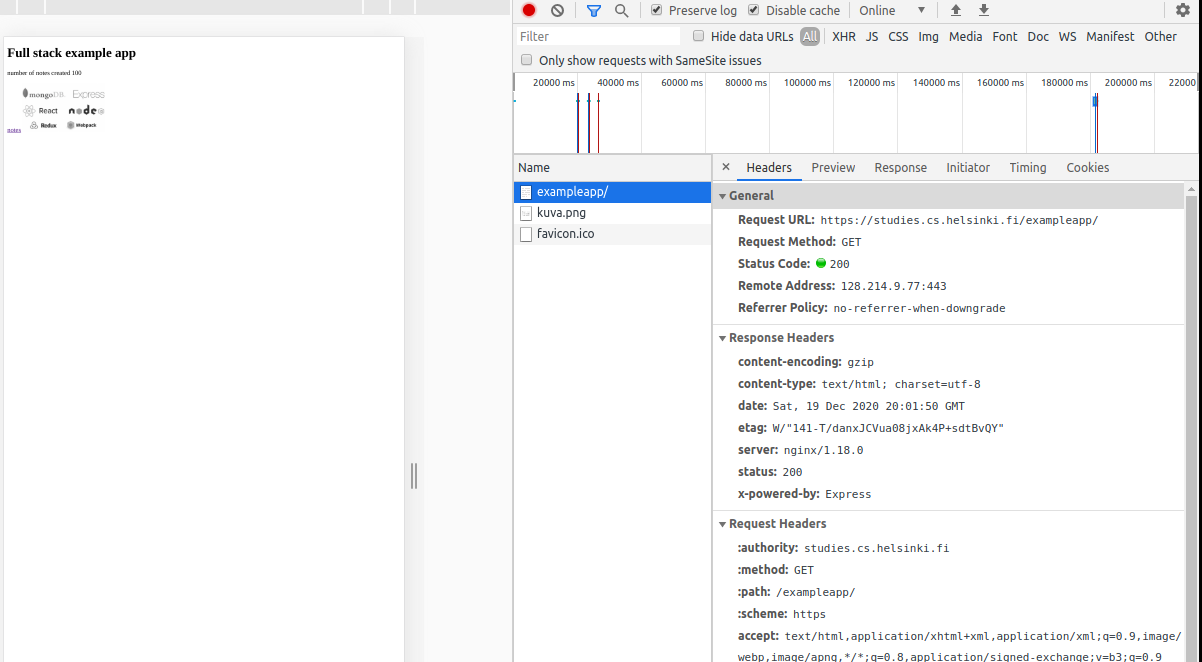 Full stack example app
number of notes created 100
mongoDB. Express
React node
Redux Webpack
notes
Preserve log Disable cache Online
Filter Hide data URLs All XHR JS CSS Img Media Font Doc WS Manifest Other
Only show requests with SameSite issues
20000 ms 40000 ms 60000 ms 80000 ms 100000 ms 120000 ms 140000 ms 160000 ms 180000 ms 200000 ms 22000
Name
exampleapp/
kuva.png
favicon.ico
× Headers Preview Response Initiator Timing Cookies
General
Request URL: https://studies.cs.helsinki.fi/exampleapp/
Request Method: GET
Status Code: 200
Remote Address: 128.214.9.77:443
Referrer Policy: no-referrer-when-downgrade
Response Headers
content-encoding: gzip
content-type: text/html; charset=utf-8
date: Sat, 19 Dec 2020 20:01:50 GMT
etag: W/"141-T/danxJCVua08jxAk4P+sdtBvQY"
server: nginx/1.18.0
status: 200
x-powered-by: Express
Request Headers
:authority: studies.cs.helsinki.fi
:method: GET
:path: /exampleapp/
:scheme: https
accept: text/html,application/xhtml+xml,application/xml;q=0.9,image/
webp,image/apng,*/*;q=0.8,application/signed-exchange;v=b3;q=0.9